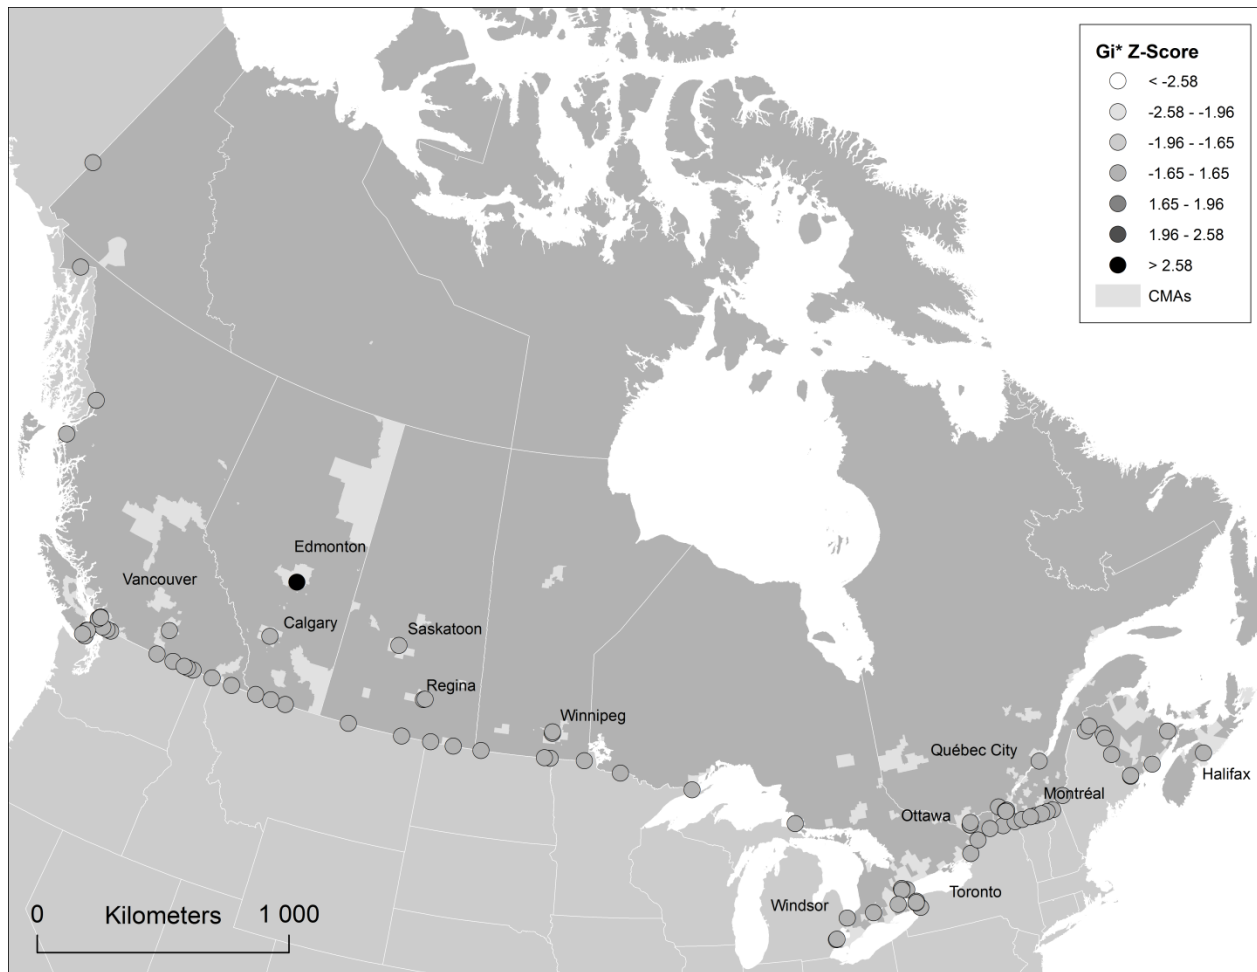 Gi* Z-Score
< -2.58
-2.58 - -1.96
-1.96 - -1.65
-1.65 - 1.65
1.65 - 1.96
1.96 - 2.58
> 2.58
CMAs
Edmonton
Vancouver
Calgary
Saskatoon
Regina
Winnipeg
Québec City
Halifax
Montréal
Ottawa
Toronto
Windsor
0 Kilometers 1 000